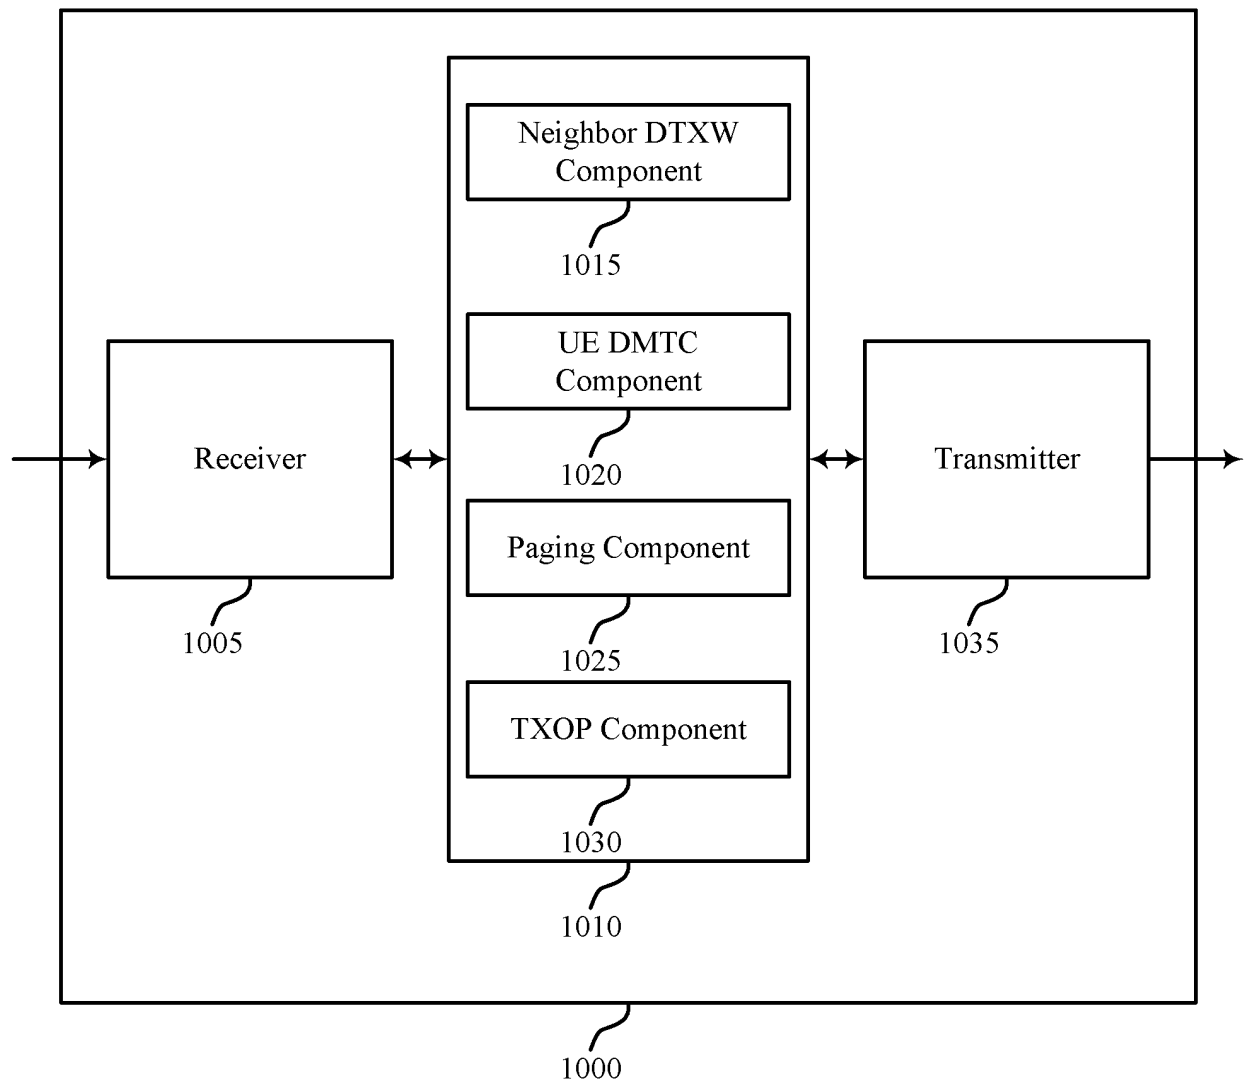 Neighbor DTXW
Component
1015
UE DMTC
Component
1020
Receiver
1005
Transmitter
1035
Paging Component
1025
TXOP Component
1030
1010
1000